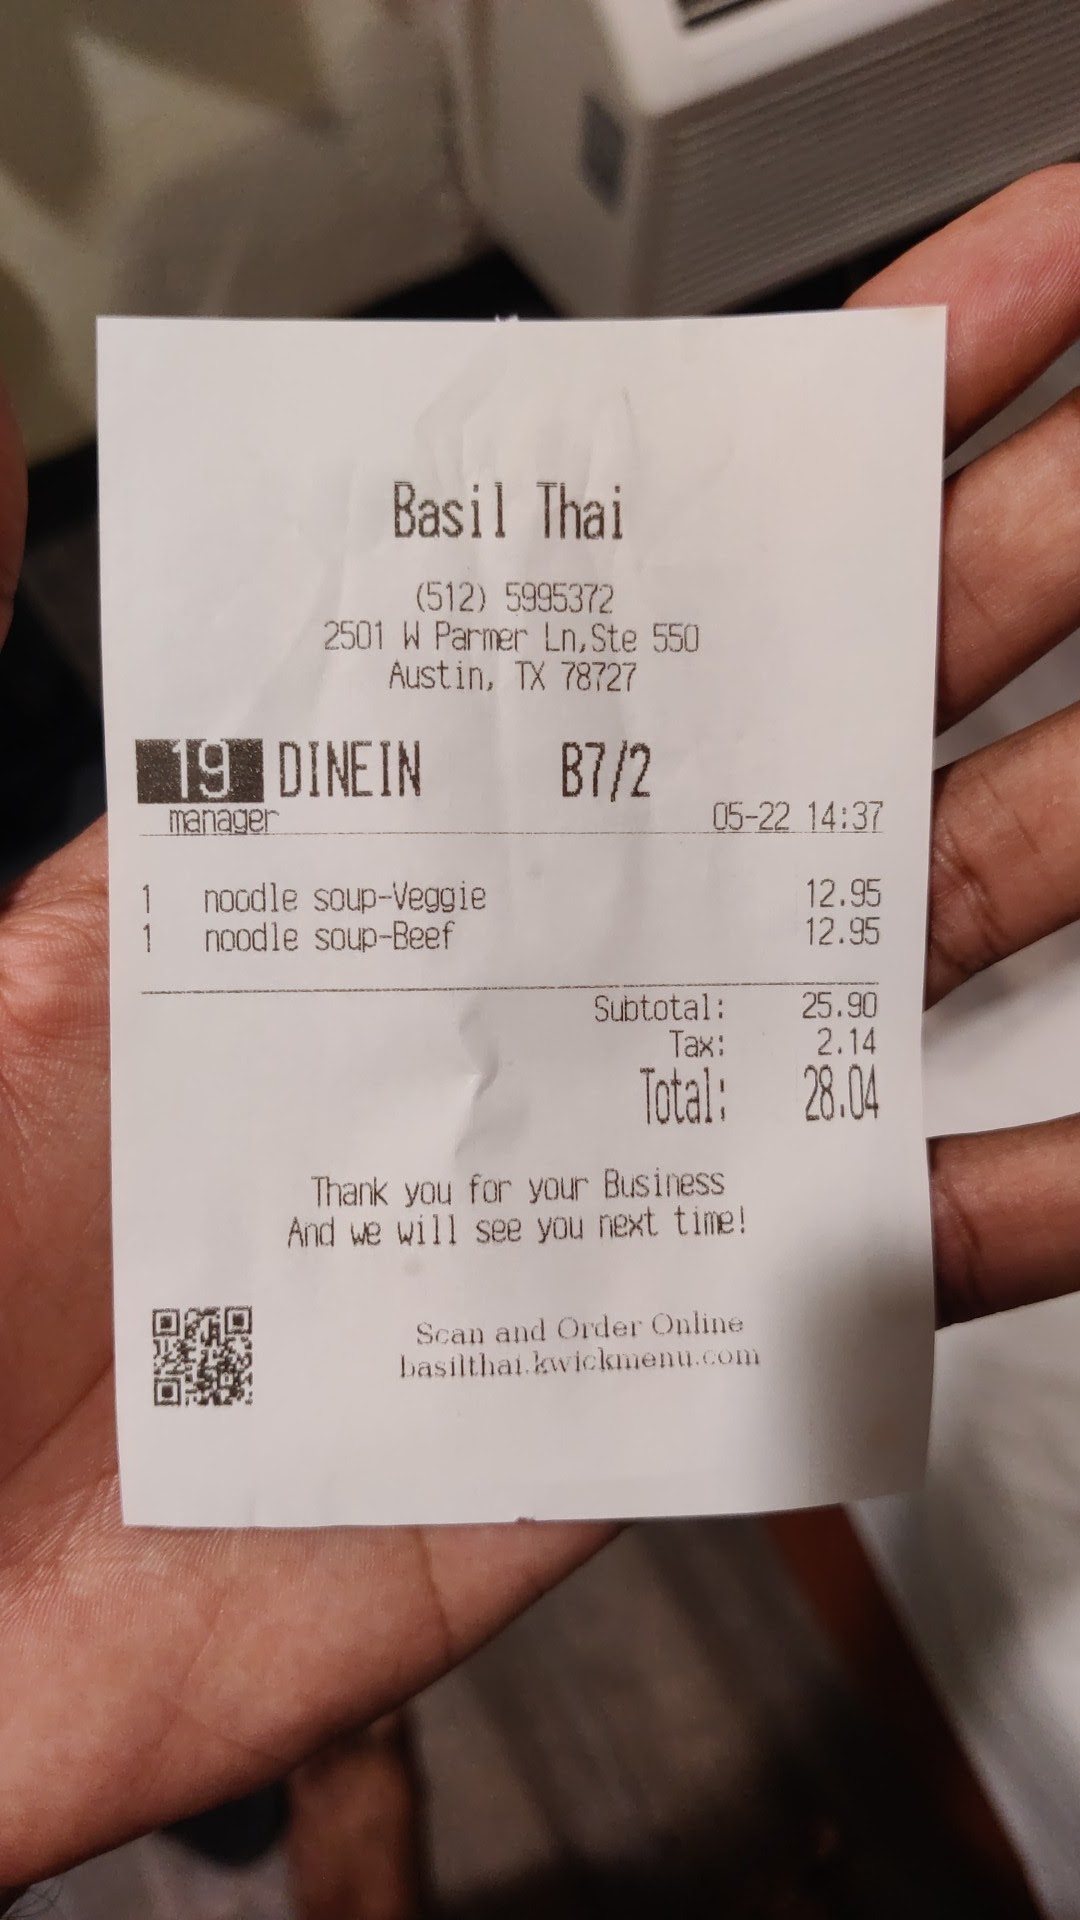 Basil Thai
(512) 5995372
2501 W Parmer Ln,Ste 550
Austin, TX 78727
19 DINEIN B7/2
manager 05-22 14:37
1 noodle soup-Veggie 12.95
1 noodle soup-Beef 12.95
Subtotal: 25.90
Tax: 2.14
Total: 28.04
Thank you for your Business
And we will see you next time!
Scan and Order Online
basilthai.kwickmenu.com